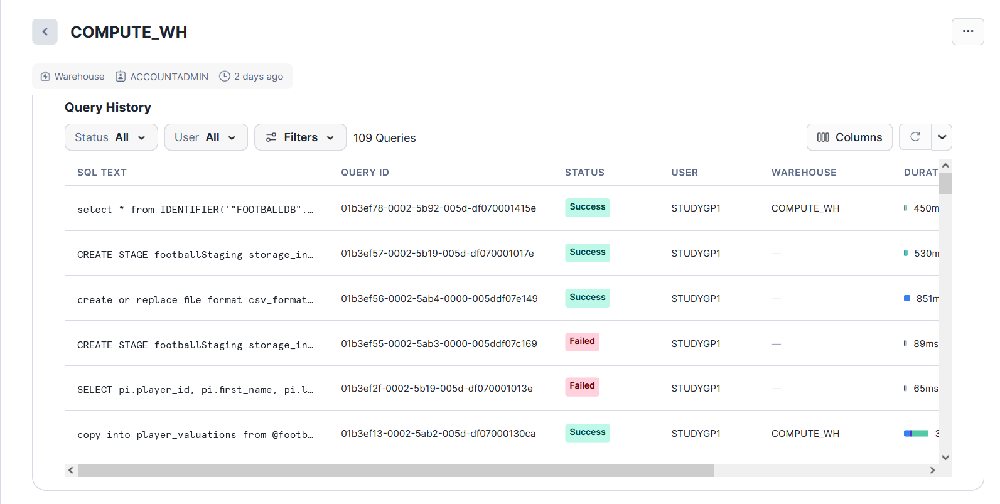 COMPUTE_WH
Warehouse ACCOUNTADMIN 2 days ago
Query History
Status All User All Filters 109 Queries Columns
SQL TEXT QUERY ID STATUS USER WAREHOUSE DURAT
select * from IDENTIFIER('"FOOTBALLDB".… 01b3ef78-0002-5b92-005d-df070001415e Success STUDYGP1 COMPUTE_WH 450m
CREATE STAGE footballStaging storage_in… 01b3ef57-0002-5b19-005d-df070001017e Success STUDYGP1 — 530m
create or replace file format csv_format… 01b3ef56-0002-5ab4-0000-005ddf07e149 Success STUDYGP1 — 851m
CREATE STAGE footballStaging storage_in… 01b3ef55-0002-5ab3-0000-005ddf07c169 Failed STUDYGP1 — 89ms
SELECT pi.player_id, pi.first_name, pi.l… 01b3ef2f-0002-5b19-005d-df070001013e Failed STUDYGP1 — 65ms
copy into player_valuations from @footb… 01b3ef13-0002-5ab2-005d-df07000130ca Success STUDYGP1 COMPUTE_WH 3